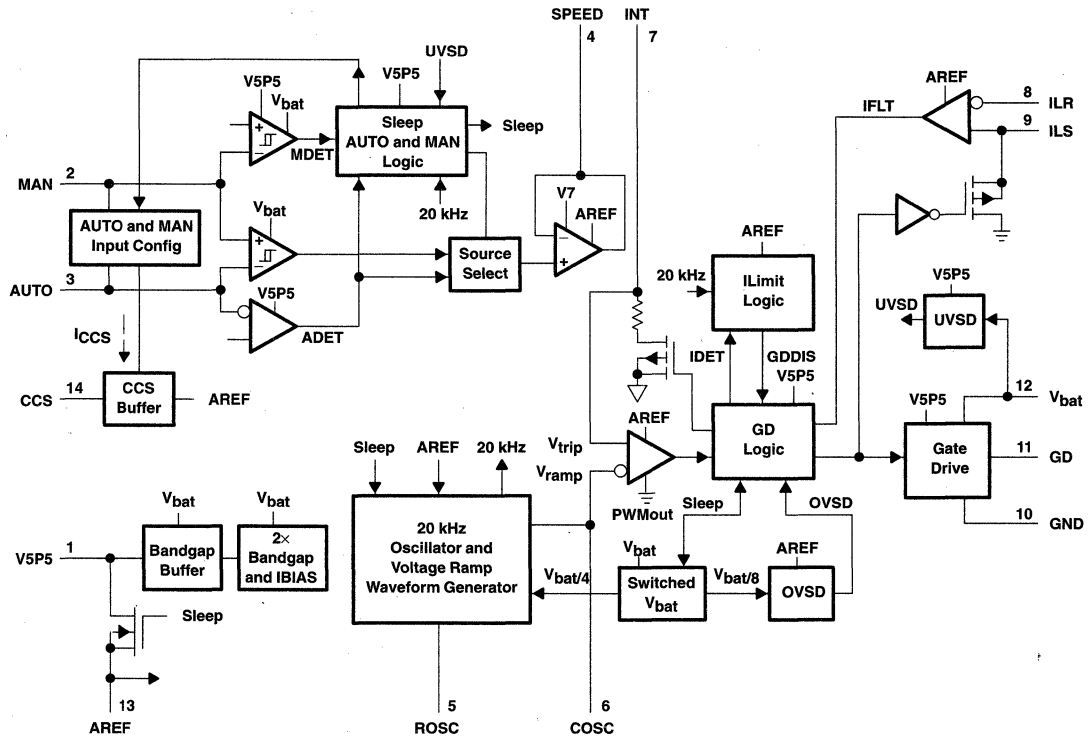 SPEED INT
4 7
UVSD
V5P5
V5P5
Vbat
AREF
8 ILR
IFLT
9 ILS
Sleep
AUTO and MAN
Logic
Sleep
MDET
MAN 2
20 kHz
Vbat
V7
AREF
AUTO and MAN
Input Config
Source
Select
AREF
20 kHz
ILimit
Logic
AUTO 3
V5P5
V5P5
UVSD
UVSD
ICCS
ADET
IDET
GDDIS
V5P5
CCS 14
CCS
Buffer
AREF
12 Vbat
V5P5
AREF
GD
Logic
Vtrip
Gate
Drive
11 GD
Sleep
AREF
20 kHz
Vramp
PWMout
Sleep
OVSD
10 GND
Vbat
Vbat
V5P5 1
Bandgap
Buffer
2×
Bandgap
and IBIAS
20 kHz
Oscillator and
Voltage Ramp
Waveform Generator
Vbat
AREF
Vbat/4
Switched
Vbat
Vbat/8
OVSD
Sleep
13
AREF
5
ROSC
6
COSC